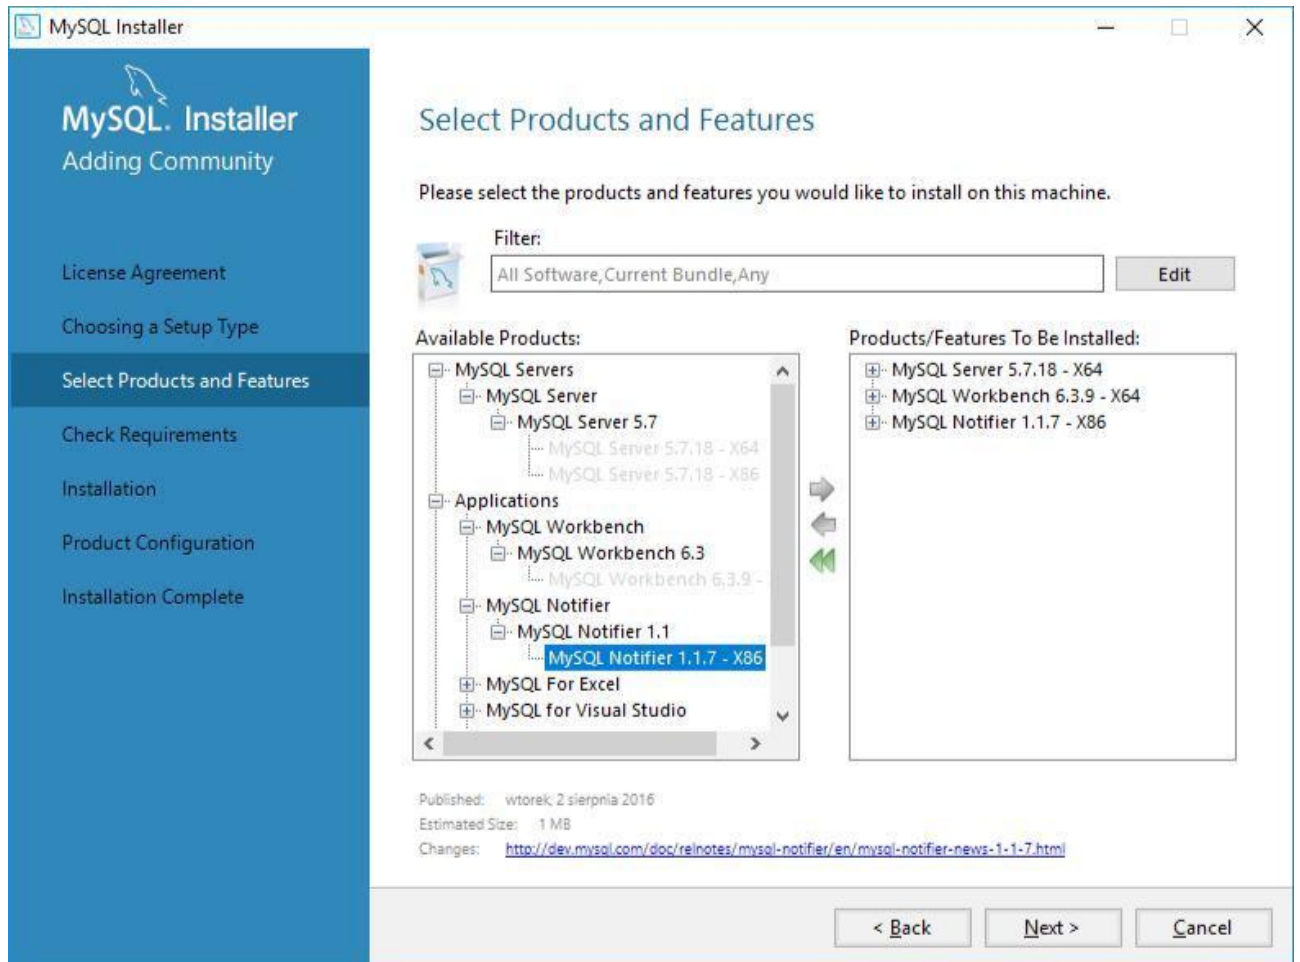 MySQL Installer
MySQL. Installer
Adding Community
License Agreement
Choosing a Setup Type
Select Products and Features
Check Requirements
Installation
Product Configuration
Installation Complete
Select Products and Features
Please select the products and features you would like to install on this machine.
Filter:
All Software,Current Bundle,Any
Edit
Available Products:
MySQL Servers
MySQL Server
MySQL Server 5.7
MySQL Server 5.7.18 - X64
MySQL Server 5.7.18 - X86
Applications
MySQL Workbench
MySQL Workbench 6.3
MySQL Workbench 6.3.9 -
MySQL Notifier
MySQL Notifier 1.1
MySQL Notifier 1.1.7 - X86
MySQL For Excel
MySQL for Visual Studio
Products/Features To Be Installed:
MySQL Server 5.7.18 - X64
MySQL Workbench 6.3.9 - X64
MySQL Notifier 1.1.7 - X86
Published: wtorek, 2 sierpnia 2016
Estimated Size: 1 MB
Changes: http://dev.mysql.com/doc/relnotes/mysql-notifier/en/mysql-notifier-news-1-1-7.html
< Back
Next >
Cancel